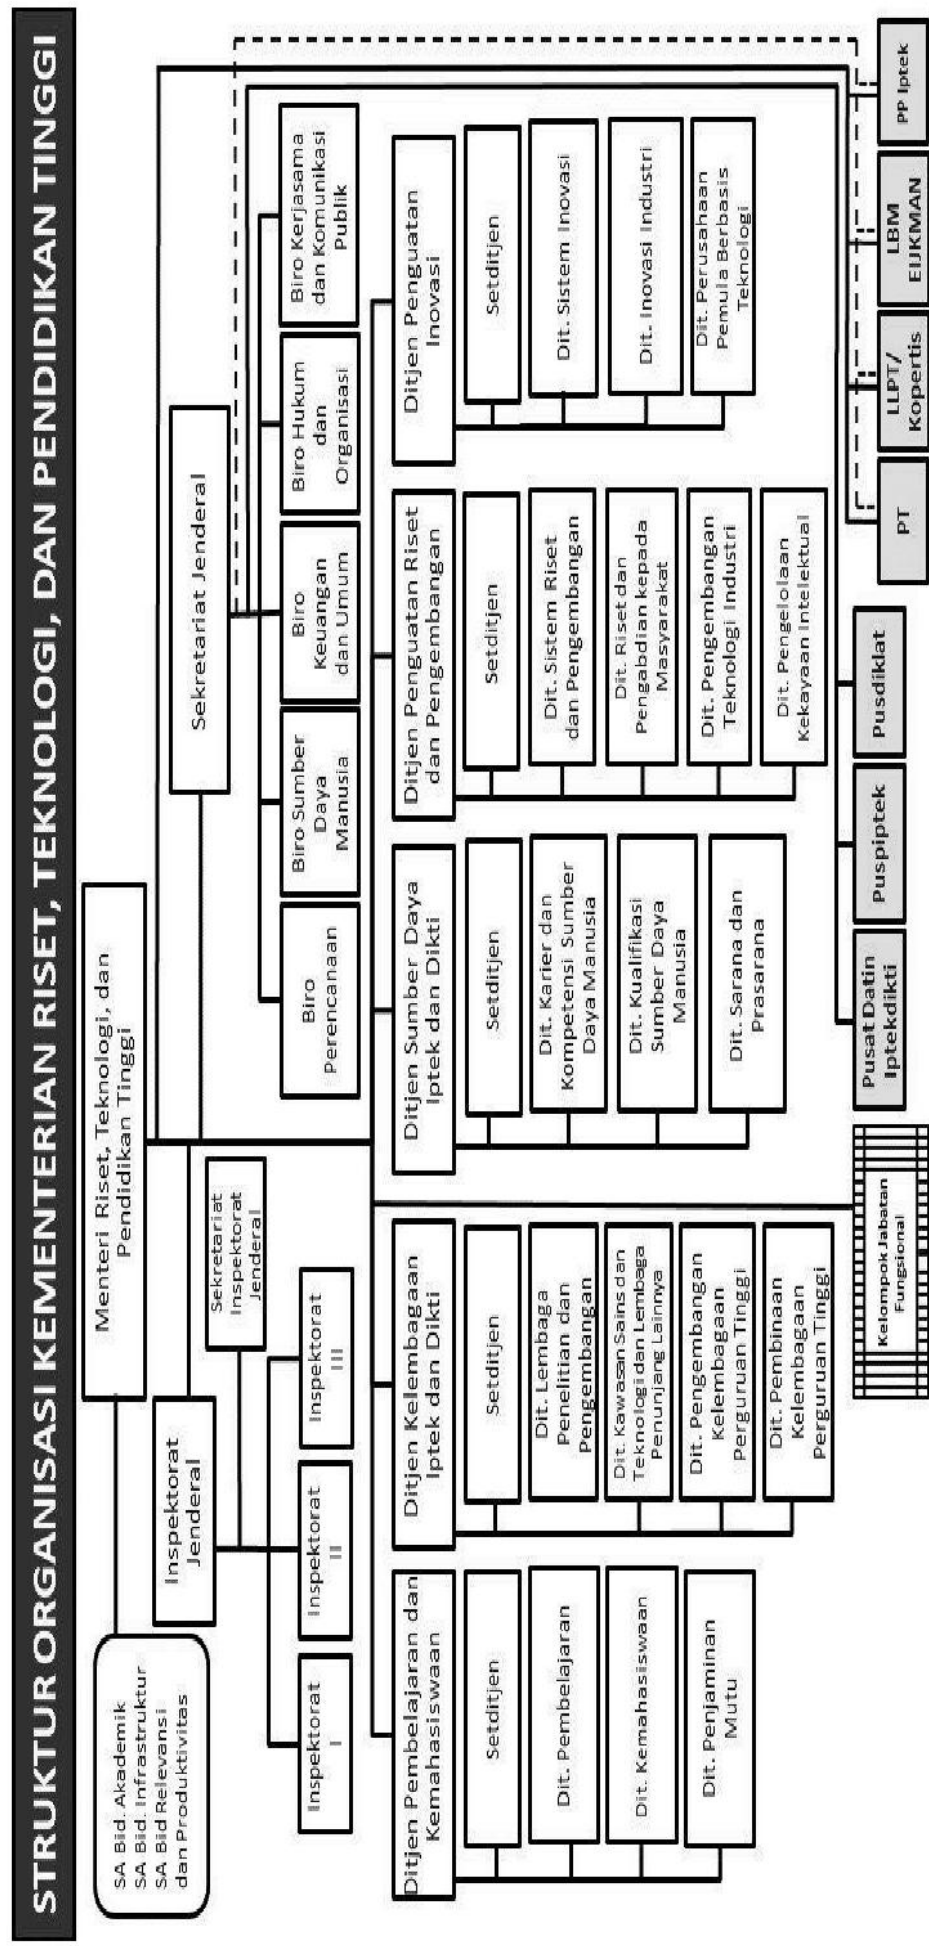 STRUKTUR ORGANISASI KEMENTERIAN RISET, TEKNOLOGI, DAN PENDIDIKAN TINGGI
Menteri Riset, Teknologi, dan
Pendidikan Tinggi
SA Bid. Akademik
SA Bid. Infrastruktur
SA Bid Relevansi
dan Produktivitas
Inspektorat
Jenderal
Sekretariat
Inspektorat
Jenderal
Inspektorat
I
Inspektorat
II
Inspektorat
III
Sekretariat Jenderal
Biro
Perencanaan
Biro Sumber
Daya
Manusia
Biro
Keuangan
dan Umum
Biro Hukum
dan
Organisasi
Biro Kerjasama
dan Komunikasi
Publik
Ditjen Pembelajaran dan
Kemahasiswaan
Setditjen
Dit. Pembelajaran
Dit. Kemahasiswaan
Dit. Penjaminan
Mutu
Ditjen Kelembagaan
Iptek dan Dikti
Setditjen
Dit. Lembaga
Penelitian dan
Pengembangan
Dit. Kawasan Sains dan
Teknologi dan Lembaga
Penunjang Lainnya
Dit. Pengembangan
Kelembagaan
Perguruan Tinggi
Dit. Pembinaan
Kelembagaan
Perguruan Tinggi
Ditjen Sumber Daya
Iptek dan Dikti
Setditjen
Dit. Karier dan
Kompetensi Sumber
Daya Manusia
Dit. Kualifikasi
Sumber Daya
Manusia
Dit. Sarana dan
Prasarana
Ditjen Penguatan Riset
dan Pengembangan
Setditjen
Dit. Sistem Riset
dan Pengembangan
Dit. Riset dan
Pengabdian kepada
Masyarakat
Dit. Pengembangan
Teknologi Industri
Dit. Pengelolaan
Kekayaan Intelektual
Ditjen Penguatan
Inovasi
Setditjen
Dit. Sistem Inovasi
Dit. Inovasi Industri
Dit. Perusahaan
Pemula Berbasis
Teknologi
Kelompok Jabatan
Fungsional
Pusat Datin
Iptekdikti
Puspiptek
Pusdiklat
PT
LLPT/
Kopertis
LBM
EIJKMAN
PP Iptek